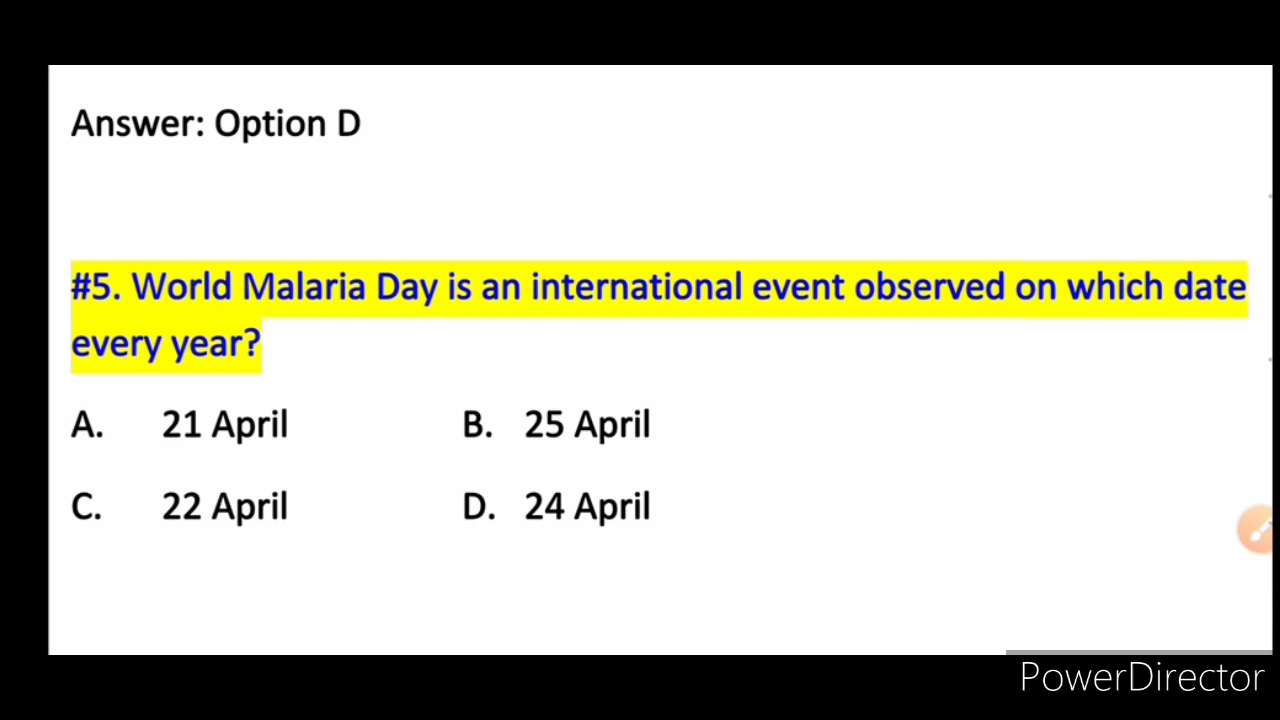 Answer: Option D
#5. World Malaria Day is an international event observed on which date
every year?
A. 21 April B. 25 April
C. 22 April D. 24 April
PowerDirector